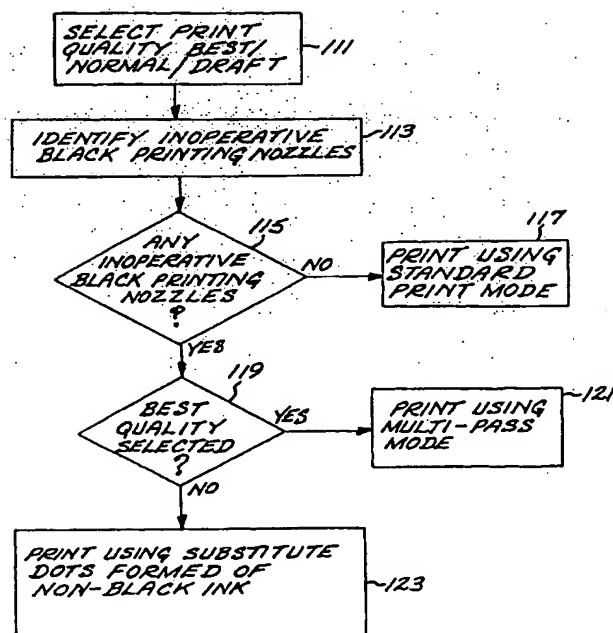 SELECT PRINT
QUALITY BEST/
NORMAL/DRAFT
111
IDENTIFY INOPERATIVE
BLACK PRINTING NOZZLES
113
ANY
INOPERATIVE
BLACK PRINTING
NOZZLES
?
115
NO
PRINT USING
STANDARD
PRINT MODE
117
YES
BEST
QUALITY
SELECTED
?
119
YES
PRINT USING
MULTI-PASS
MODE
121
NO
PRINT USING SUBSTITUTE
DOTS FORMED OF
NON-BLACK INK
123